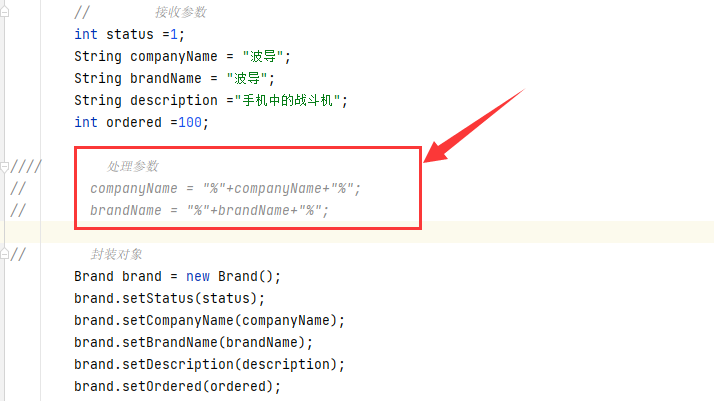 // 接收参数
int status =1;
String companyName = "波导";
String brandName = "波导";
String description ="手机中的战斗机";
int ordered =100;
//// 处理参数
// companyName = "%"+companyName+"%";
// brandName = "%"+brandName+"%";
// 封装对象
Brand brand = new Brand();
brand.setStatus(status);
brand.setCompanyName(companyName);
brand.setBrandName(brandName);
brand.setDescription(description);
brand.setOrdered(ordered);